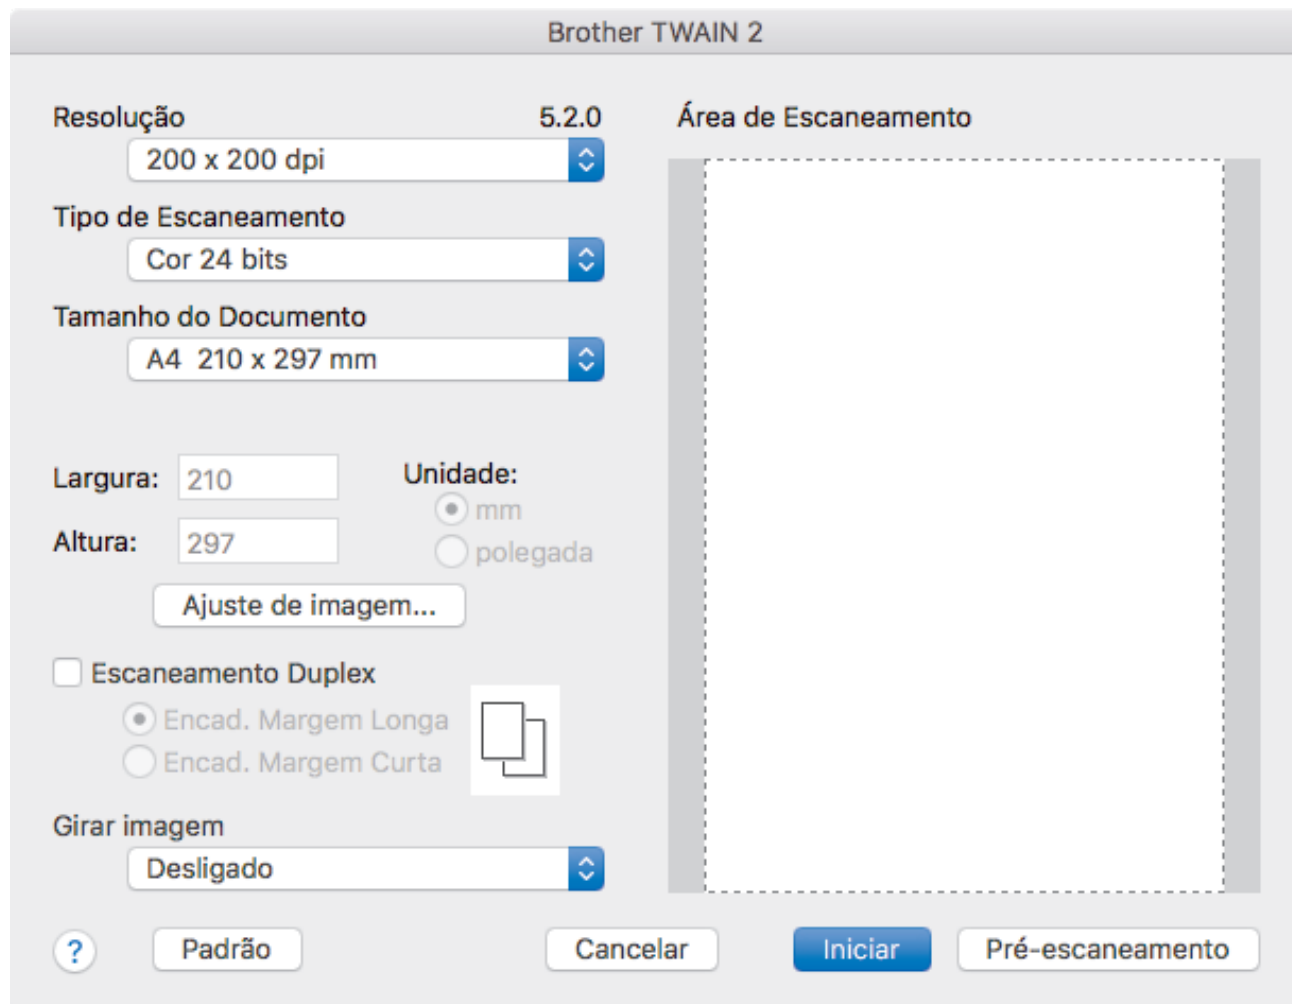 Brother TWAIN 2
Resolução 5.2.0
200 x 200 dpi
Tipo de Escaneamento
Cor 24 bits
Tamanho do Documento
A4 210 x 297 mm
Largura: 210
Altura: 297
Unidade:
mm
polegada
Ajuste de imagem...
Escaneamento Duplex
Encad. Margem Longa
Encad. Margem Curta
Girar imagem
Desligado
Área de Escaneamento
?
Padrão
Cancelar
Iniciar
Pré-escaneamento